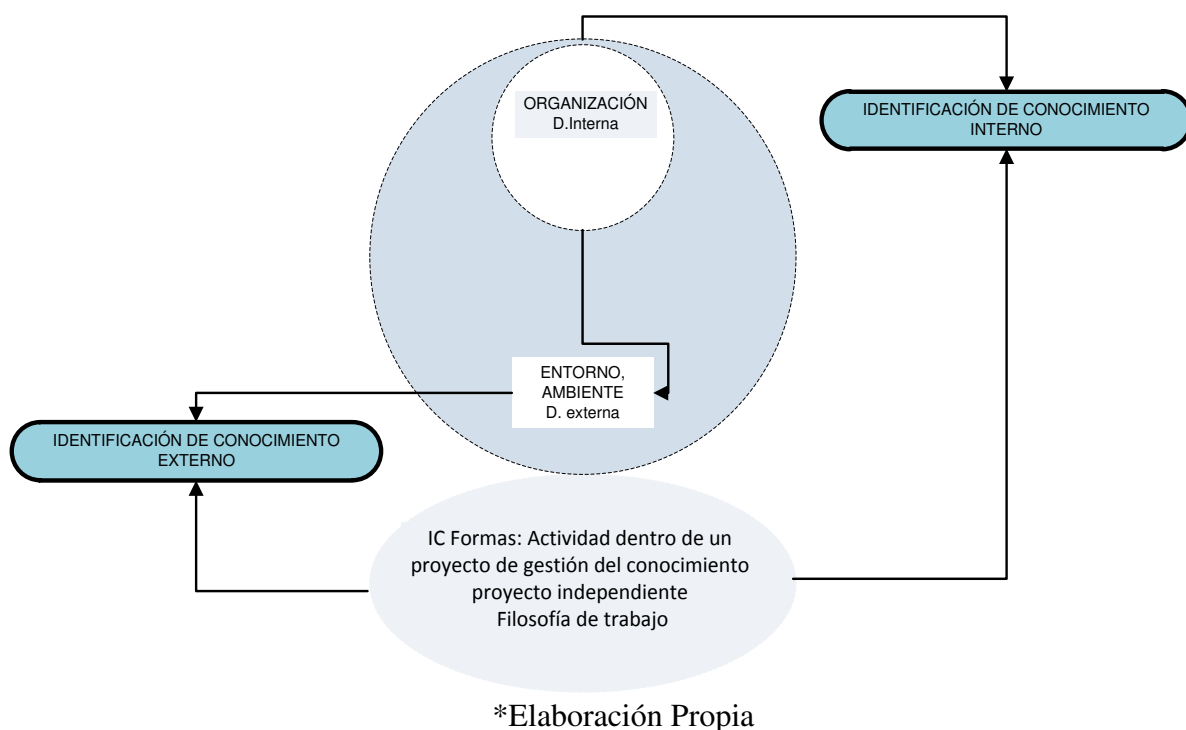 ORGANIZACIÓN
D.Interna
IDENTIFICACIÓN DE CONOCIMIENTO
INTERNO
ENTORNO,
AMBIENTE
D. externa
IDENTIFICACIÓN DE CONOCIMIENTO
EXTERNO
IC Formas: Actividad dentro de un
proyecto de gestión del conocimiento
proyecto independiente
Filosofía de trabajo
*Elaboración Propia